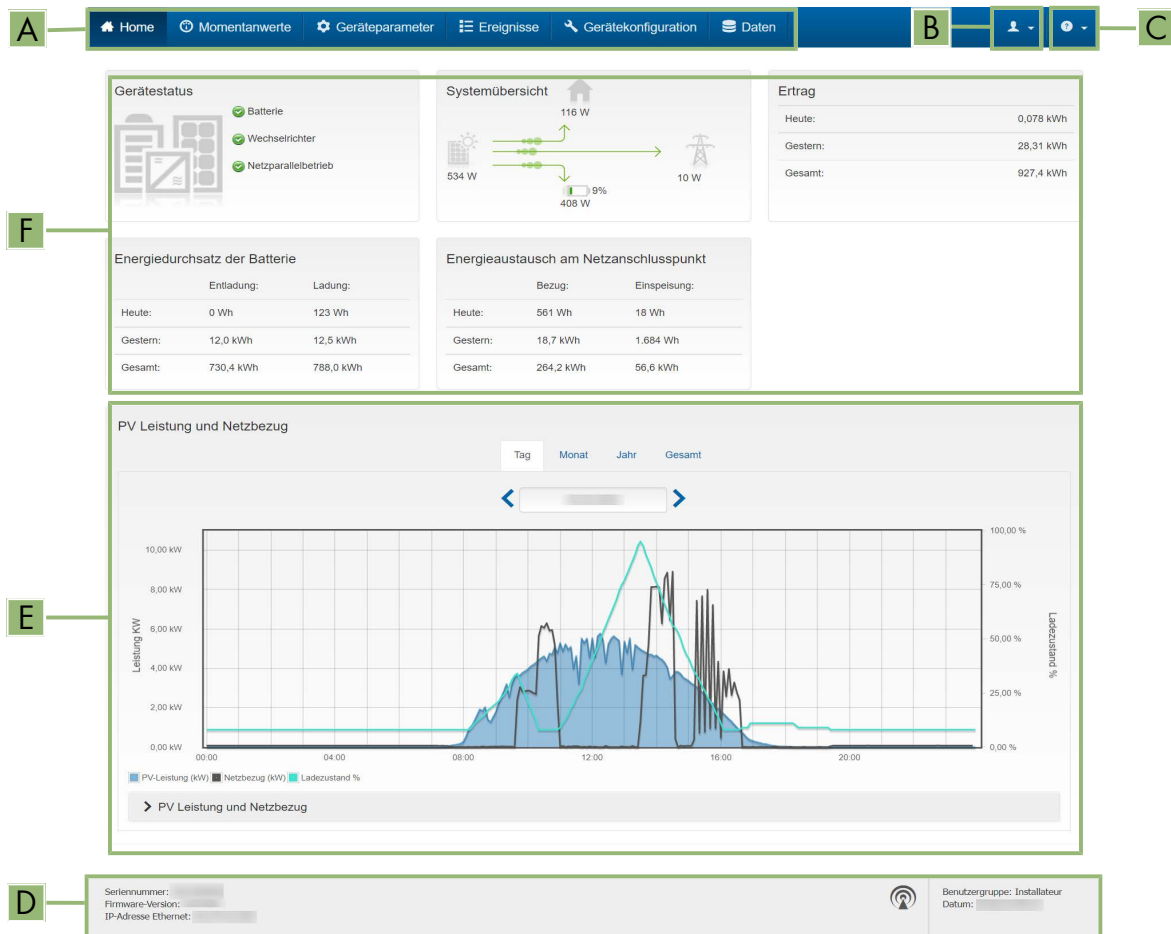 A
Home Momentanwerte Geräteparameter Ereignisse Gerätekonfiguration Daten
B
C
F
Gerätestatus
Batterie
Wechselrichter
Netzparallelbetrieb
Systemübersicht
116 W
534 W
10 W
9%
408 W
Ertrag
Heute: 0,078 kWh
Gestern: 28,31 kWh
Gesamt: 927,4 kWh
Energiedurchsatz der Batterie
Entladung: Ladung:
Heute: 0 Wh 123 Wh
Gestern: 12,0 kWh 12,5 kWh
Gesamt: 730,4 kWh 788,0 kWh
Energieaustausch am Netzanschlusspunkt
Bezug: Einspeisung:
Heute: 561 Wh 18 Wh
Gestern: 18,7 kWh 1.684 Wh
Gesamt: 264,2 kWh 56,6 kWh
E
PV Leistung und Netzbezug
Tag Monat Jahr Gesamt
Leistung KW
10,00 kW
8,00 kW
6,00 kW
4,00 kW
2,00 kW
0,00 kW
100,00 %
75,00 %
50,00 %
25,00 %
0,00 %
Ladezustand %
00:00 04:00 08:00 12:00 16:00 20:00
PV-Leistung (kW) Netzbezug (kW) Ladezustand %
PV Leistung und Netzbezug
D
Seriennummer:
Firmware-Version:
IP-Adresse Ethernet:
Benutzergruppe: Installateur
Datum: